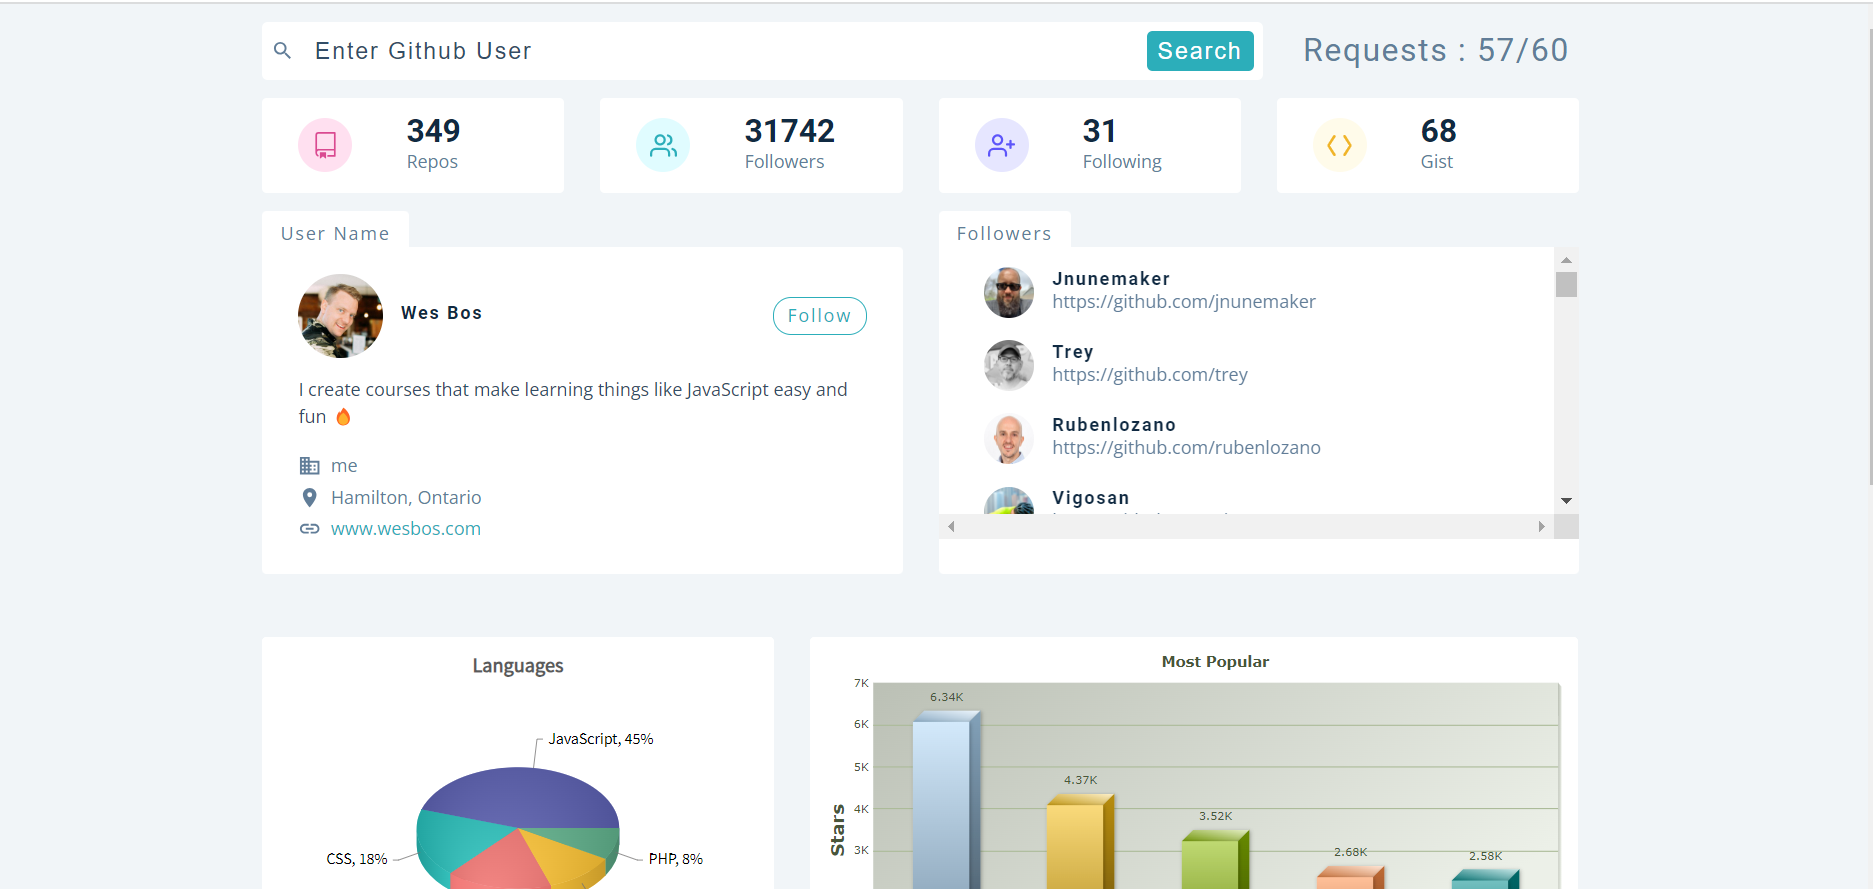 Enter Github User
Search
Requests : 57/60
349
Repos
31742
Followers
31
Following
68
Gist
User Name
Wes Bos
Follow
I create courses that make learning things like JavaScript easy and
fun 🔥
me
Hamilton, Ontario
www.wesbos.com
Followers
Jnunemaker
https://github.com/jnunemaker
Trey
https://github.com/trey
Rubenlozano
https://github.com/rubenlozano
Vigosan
Languages
JavaScript, 45%
CSS, 18%
PHP, 8%
Most Popular
Stars
7K
6K
5K
4K
3K
6.34K
4.37K
3.52K
2.68K
2.58K